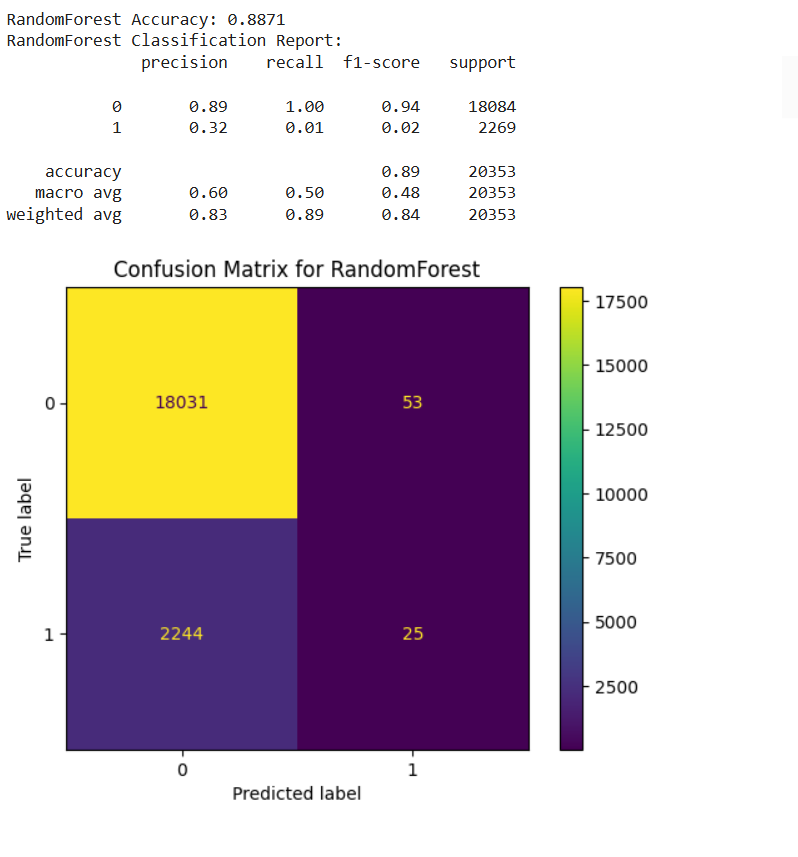 RandomForest Accuracy: 0.8871
RandomForest Classification Report:
precision recall f1-score support
0 0.89 1.00 0.94 18084
1 0.32 0.01 0.02 2269
accuracy 0.89 20353
macro avg 0.60 0.50 0.48 20353
weighted avg 0.83 0.89 0.84 20353
Confusion Matrix for RandomForest
17500
15000
12500
10000
7500
5000
2500
0
18031 53
True label
1
2244 25
0 1
Predicted label